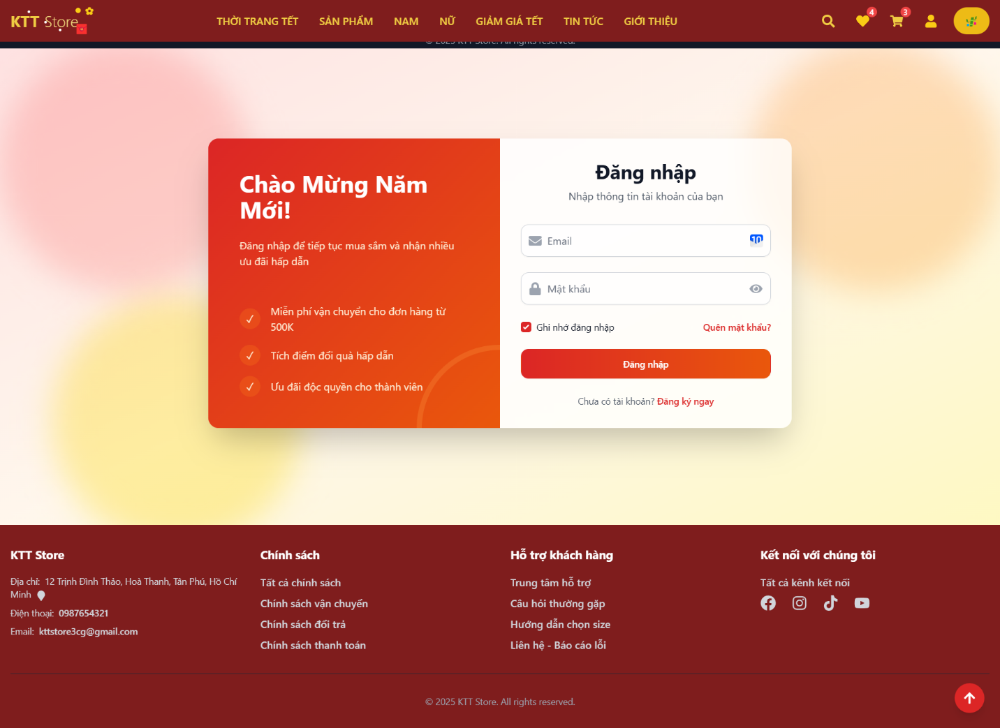 KTT Store
THỜI TRANG TẾT
SẢN PHẨM
NAM
NỮ
GIẢM GIÁ TẾT
TIN TỨC
GIỚI THIỆU
4
3
© 2025 KTT Store. All rights reserved.
Chào Mừng Năm
Mới!
Đăng nhập để tiếp tục mua sắm và nhận nhiều
ưu đãi hấp dẫn
Miễn phí vận chuyển cho đơn hàng từ
500K
Tích điểm đổi quà hấp dẫn
Ưu đãi độc quyền cho thành viên
Đăng nhập
Nhập thông tin tài khoản của bạn
Email
10
Mật khẩu
Ghi nhớ đăng nhập
Quên mật khẩu?
Đăng nhập
Chưa có tài khoản? Đăng ký ngay
KTT Store
Địa chỉ: 12 Trịnh Đình Thảo, Hoà Thanh, Tân Phú, Hồ Chí
Minh
Điện thoại: 0987654321
Email: kttstore3cg@gmail.com
Chính sách
Tất cả chính sách
Chính sách vận chuyển
Chính sách đổi trả
Chính sách thanh toán
Hỗ trợ khách hàng
Trung tâm hỗ trợ
Câu hỏi thường gặp
Hướng dẫn chọn size
Liên hệ - Báo cáo lỗi
Kết nối với chúng tôi
Tất cả kênh kết nối
© 2025 KTT Store. All rights reserved.